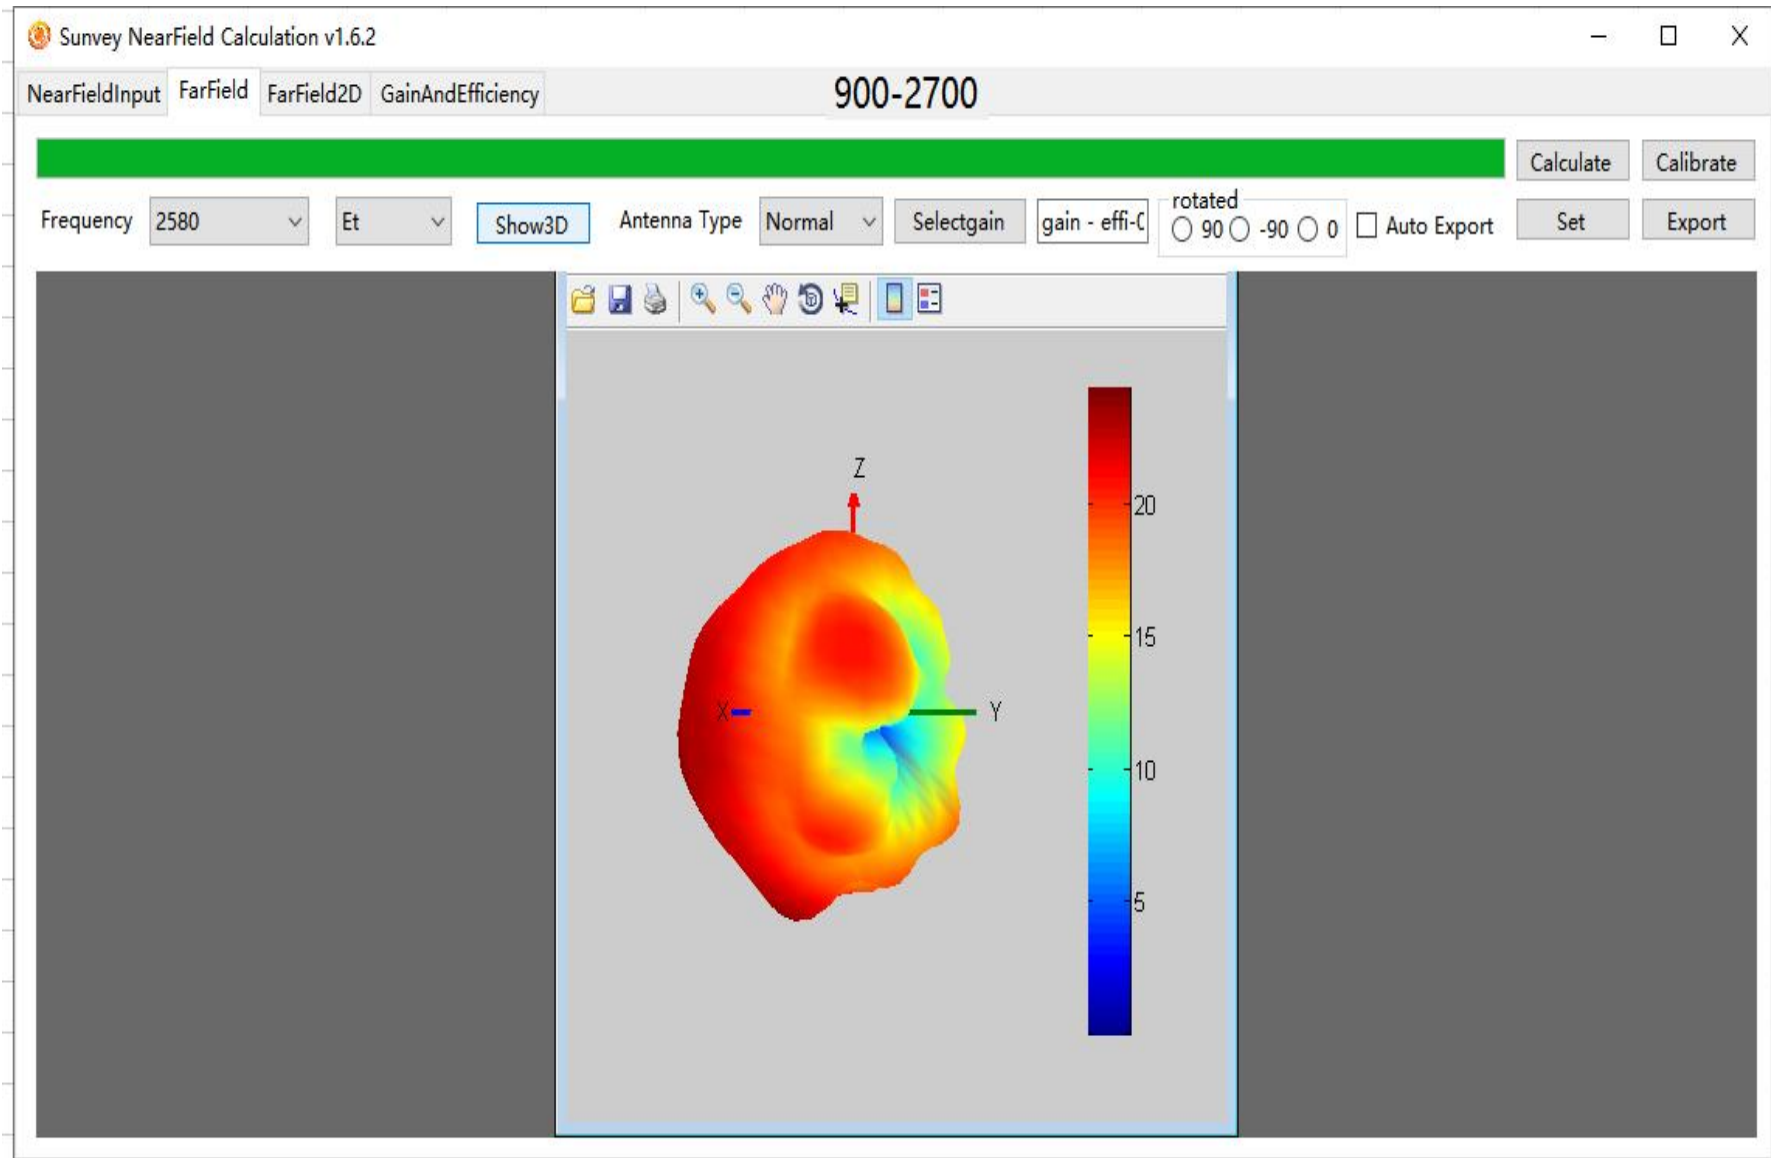 Sunvey NearField Calculation v1.6.2
NearFieldInput FarField FarField2D GainAndEfficiency 900-2700
Calculate Calibrate
Frequency 2580 Et Show3D Antenna Type Normal Selectgain gain - effi-C rotated 90 -90 0 Auto Export Set Export
Z
20
15
X Y
10
5